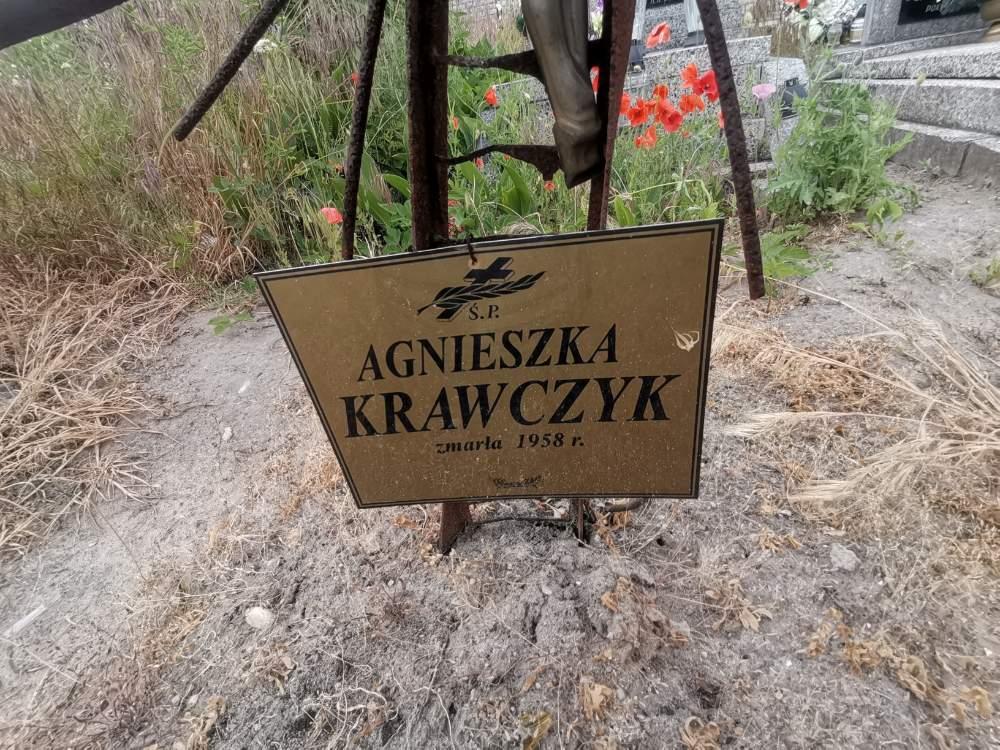 Ś.P.
AGNIESZKA
KRAWCZYK
zmarła 1958 r.